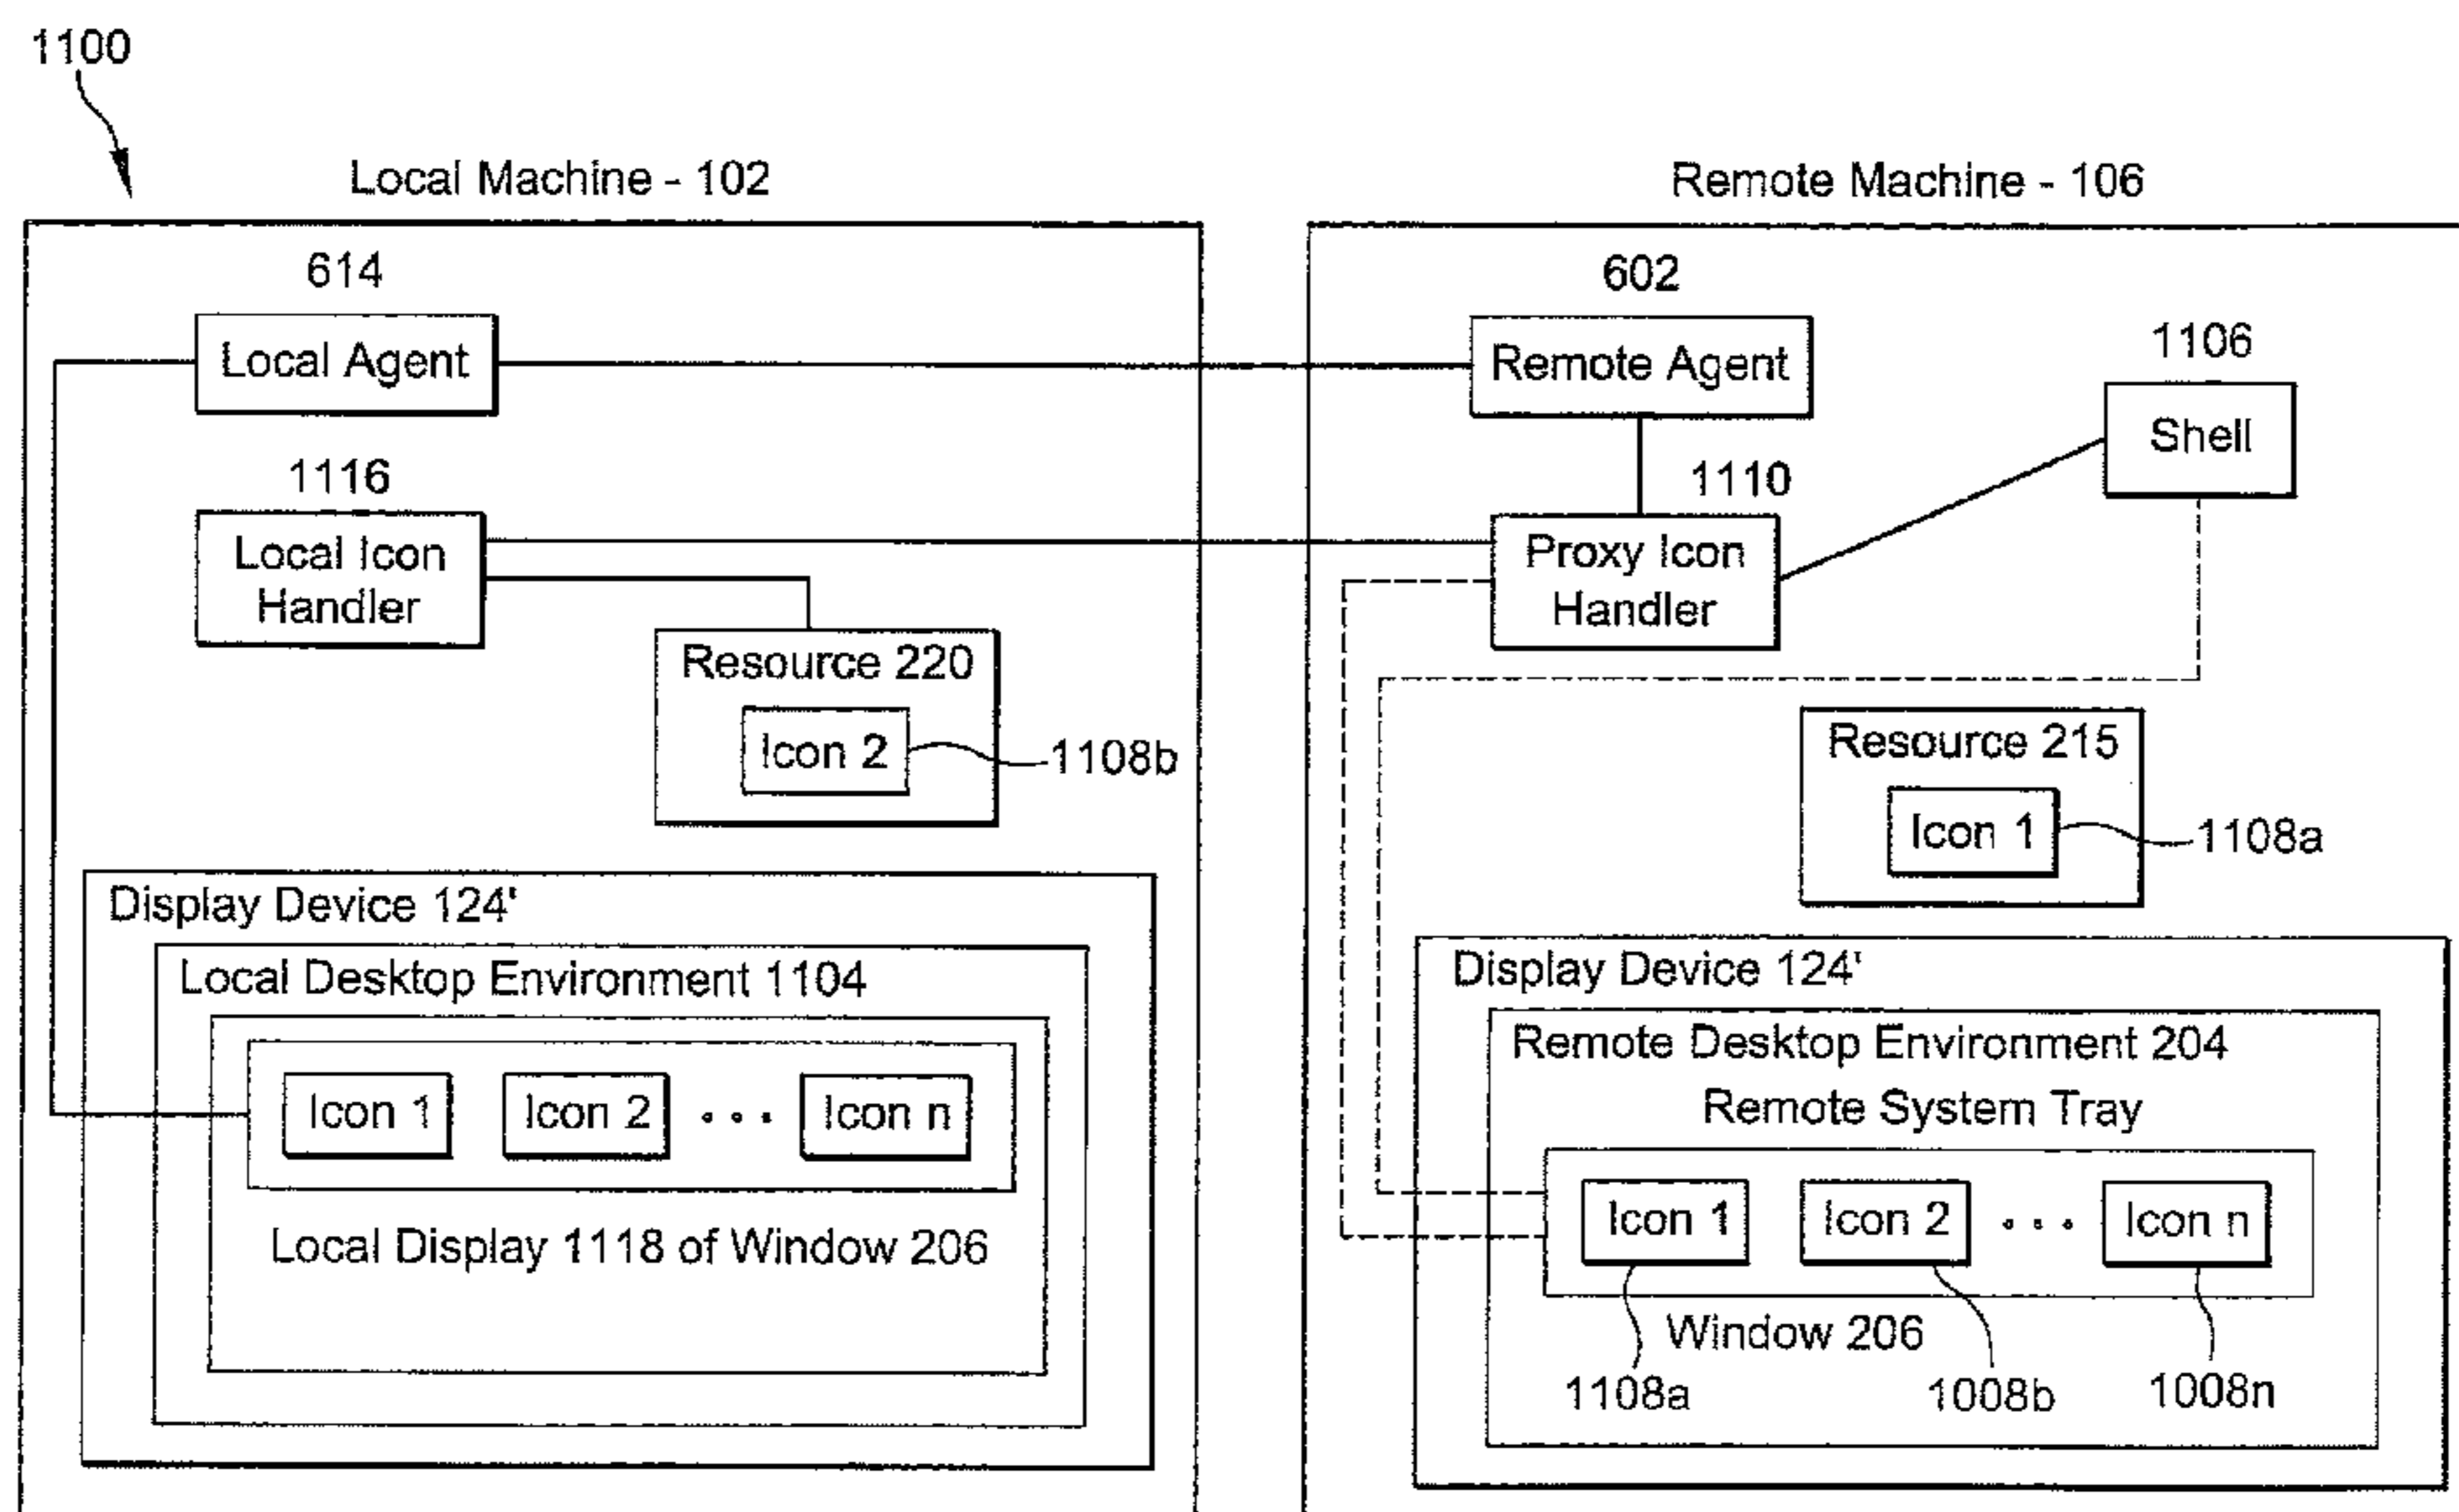 1100
Local Machine - 102
614
Local Agent
1116
Local Icon
Handler
Resource 220
Icon 2
1108b
Display Device 124'
Local Desktop Environment 1104
Icon 1 Icon 2 . . . Icon n
Local Display 1118 of Window 206
Remote Machine - 106
602
Remote Agent
1106
Shell
1110
Proxy Icon
Handler
Resource 215
Icon 1
1108a
Display Device 124'
Remote Desktop Environment 204
Remote System Tray
Icon 1 Icon 2 . . . Icon n
Window 206
1108a 1008b 1008n